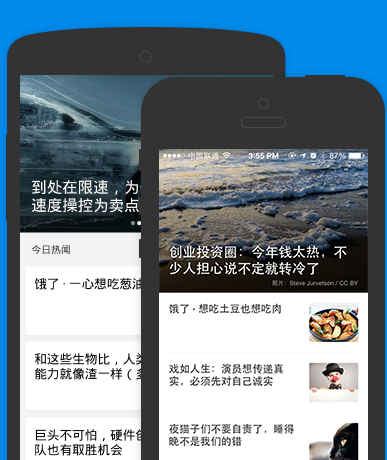 到处在限速，为
速度操控为卖点
今日热闻
饿了·一心想吃葱油
和这些生物比，人类
能力就像渣一样（多
巨头不可怕，硬件创
队也有取胜机会
中国联通
3:55 PM
87%
创业投资圈：今年钱太热，不
少人担心说不定就转冷了
图片：Steve Jurvetson / CC BY
饿了·想吃土豆也想吃肉
戏如人生：演员想传递真
实，必须先对自己诚实
夜猫子们不要自责了，睡得
晚不是我们的错